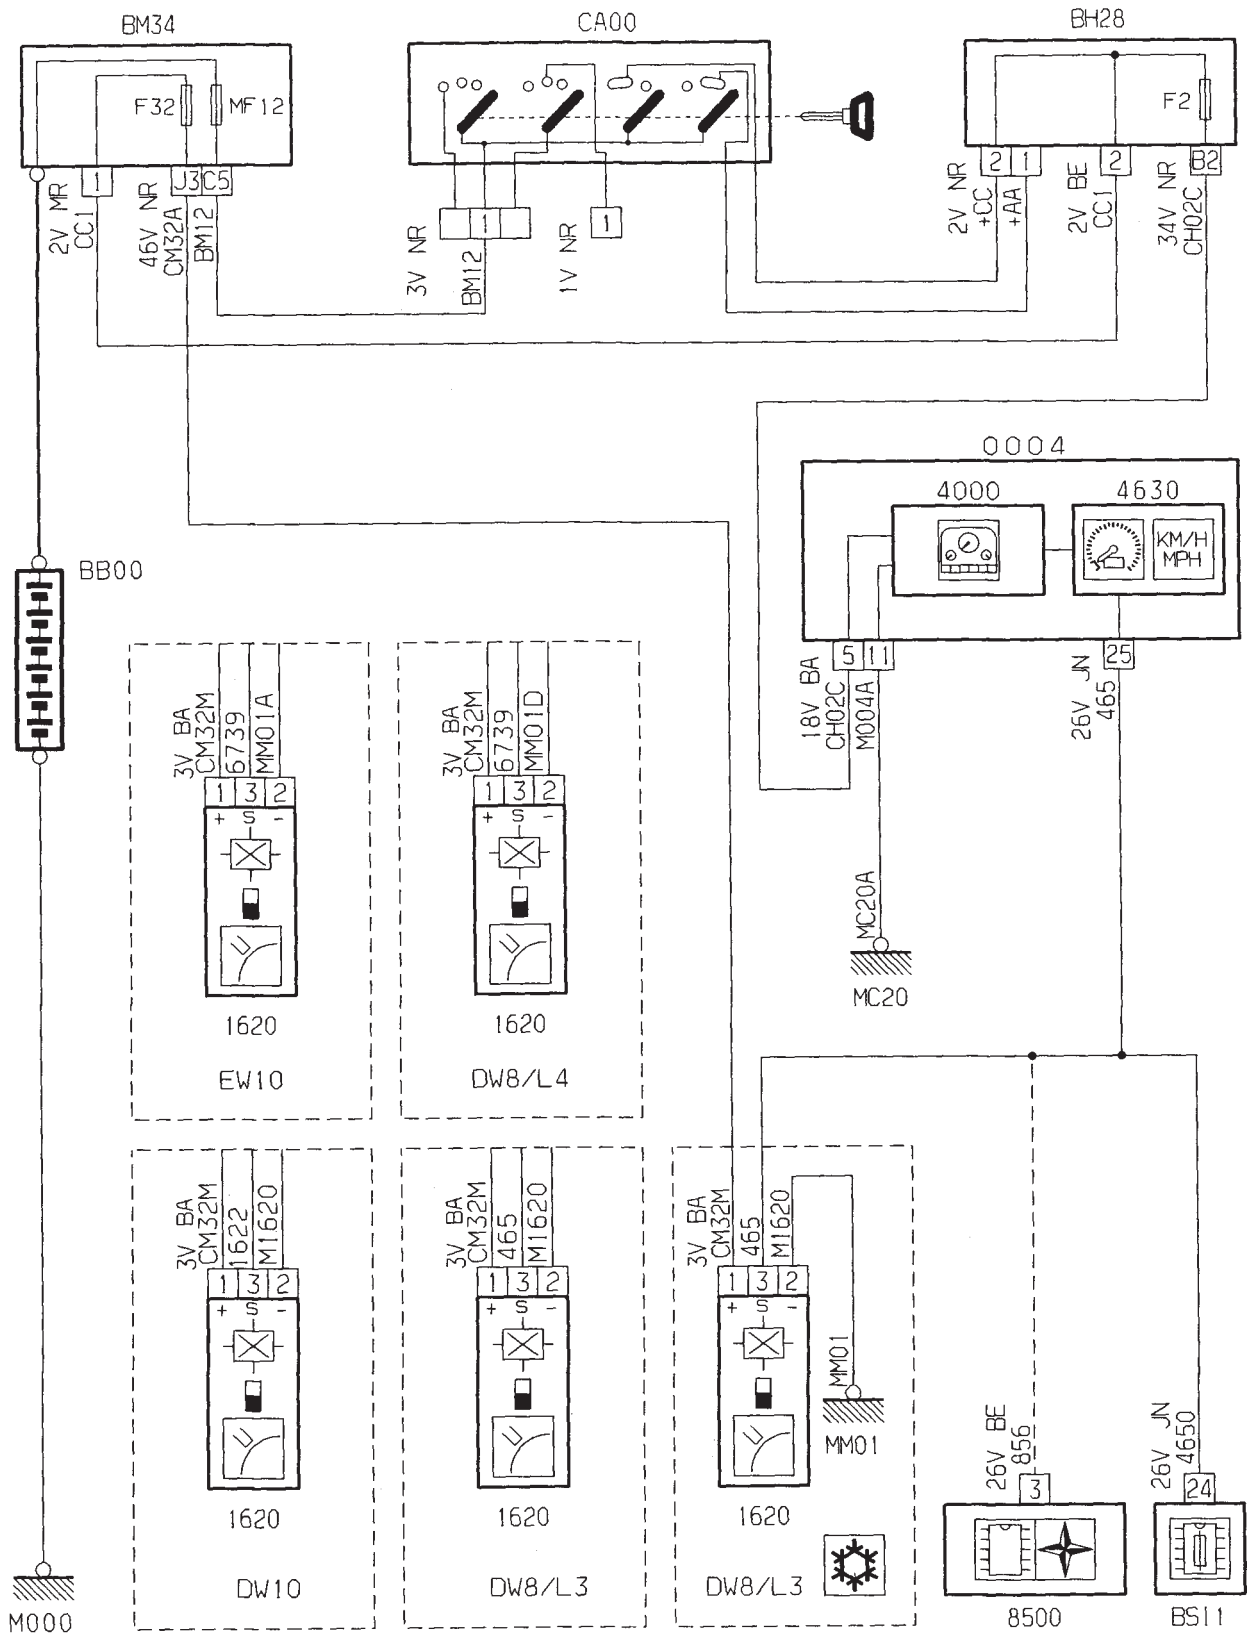 BM34
CA00
BH28
F32
MF12
F2
1
J3
C5
2V MR
CC1
46V NR
CM32A
BM12
1
3V NR
BM12
1
1V NR
2
1
2
B2
2V NR
+CC
+AA
2V BE
CC1
34V NR
CH02C
0004
4000
4630
KM/H
MPH
5
11
25
18V BA
CH02C
M004A
26V JN
465
BB00
3V BA
CM32M
6739
MM01A
1
3
2
+
S
-
1620
EW10
3V BA
CM32M
6739
MM01D
1
3
2
+
S
-
1620
DW8/L4
MC20A
MC20
3V BA
CM32M
1622
M1620
1
3
2
+
S
-
1620
DW10
3V BA
CM32M
465
M1620
1
3
2
+
S
-
1620
DW8/L3
3V BA
CM32M
465
M1620
1
3
2
+
S
-
1620
DW8/L3
MM01
MM01
26V BE
856
3
8500
26V JN
4650
24
BSI1
M000